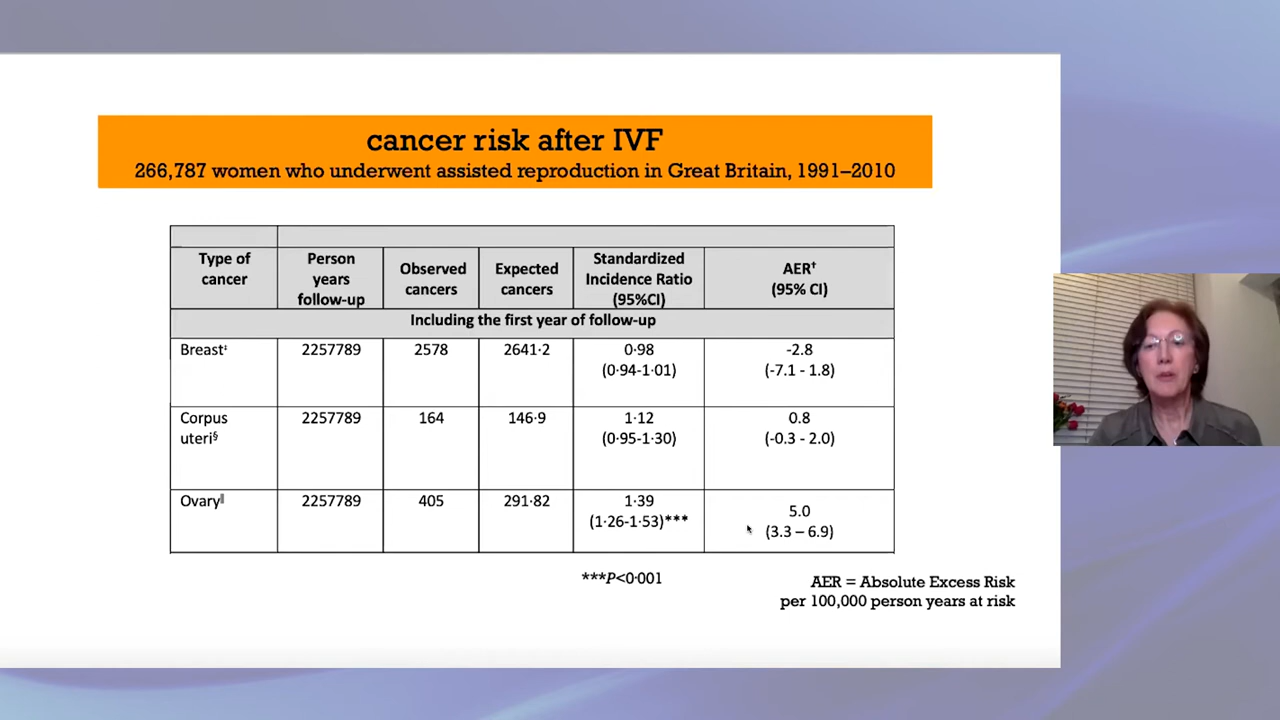 cancer risk after IVF
266,787 women who underwent assisted reproduction in Great Britain, 1991–2010
Type of cancer
Person years follow-up
Observed cancers
Expected cancers
Standardized Incidence Ratio (95%CI)
AER† (95% CI)
Including the first year of follow-up
Breast‡ 2257789 2578 2641·2 0·98 -2.8
(0·94-1·01) (-7.1 - 1.8)
Corpus 2257789 164 146·9 1·12 0.8
uteri§ (0·95-1·30) (-0.3 - 2.0)
Ovary‖ 2257789 405 291·82 1·39 5.0
(1·26-1·53)*** (3.3 – 6.9)
***P<0·001
AER = Absolute Excess Risk
per 100,000 person years at risk